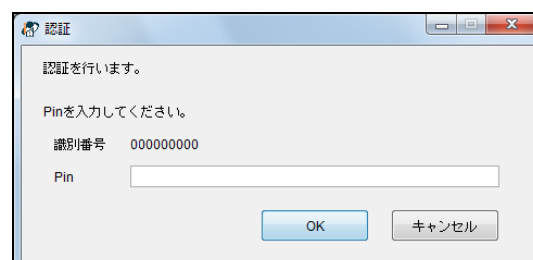 認証
認証を行います。
Pinを入力してください。
識別番号 000000000
Pin
OK キャンセル